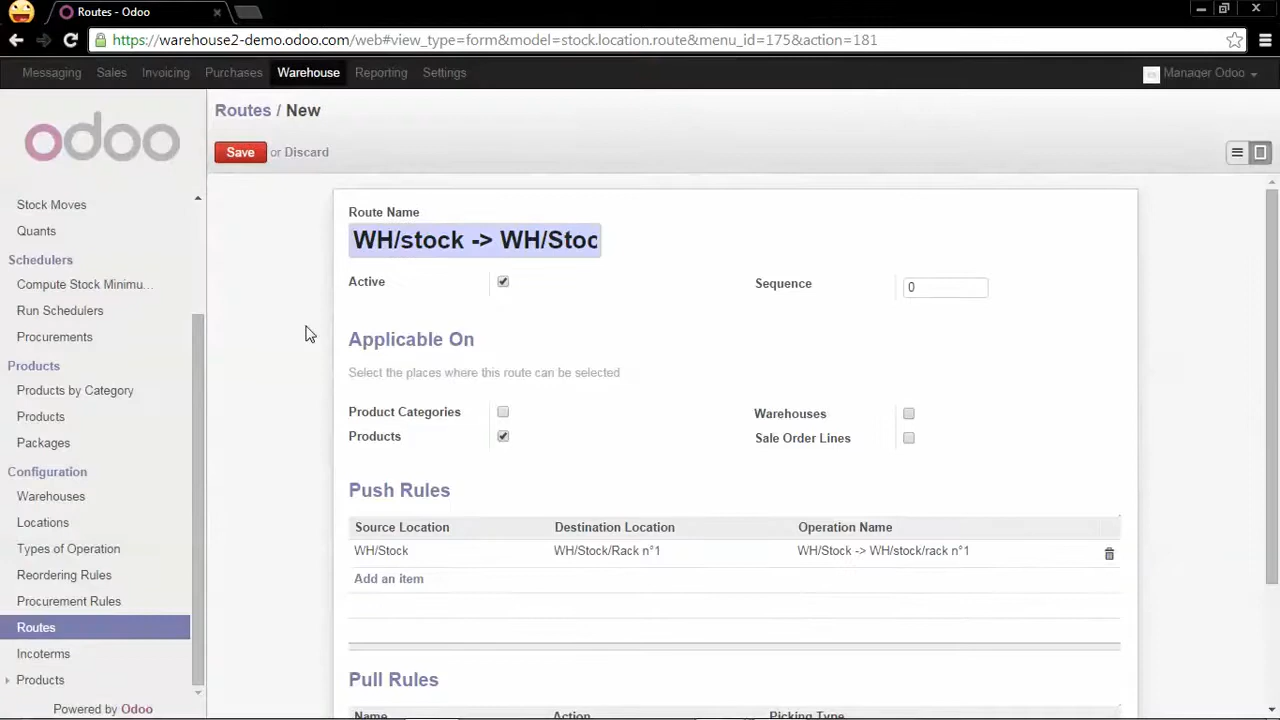 Routes - Odoo
https://warehouse2-demo.odoo.com/web#view_type=form&model=stock.location.route&menu_id=175&action=181
Messaging Sales Invoicing Purchases Warehouse Reporting Settings Manager Odoo
odoo
Routes / New
Save or Discard
Stock Moves
Quants
Schedulers
Compute Stock Minimu...
Run Schedulers
Procurements
Products
Products by Category
Products
Packages
Configuration
Warehouses
Locations
Types of Operation
Reordering Rules
Procurement Rules
Routes
Incoterms
Products
Powered by Odoo
Route Name
WH/stock -> WH/Stoc
Active
Sequence 0
Applicable On
Select the places where this route can be selected
Product Categories
Warehouses
Products
Sale Order Lines
Push Rules
Source Location Destination Location Operation Name
WH/Stock WH/Stock/Rack n°1 WH/Stock -> WH/stock/rack n°1
Add an item
Pull Rules
Name Action Picking Type